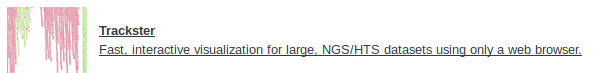 Trackster
Fast, interactive visualization for large, NGS/HTS datasets using only a web browser.